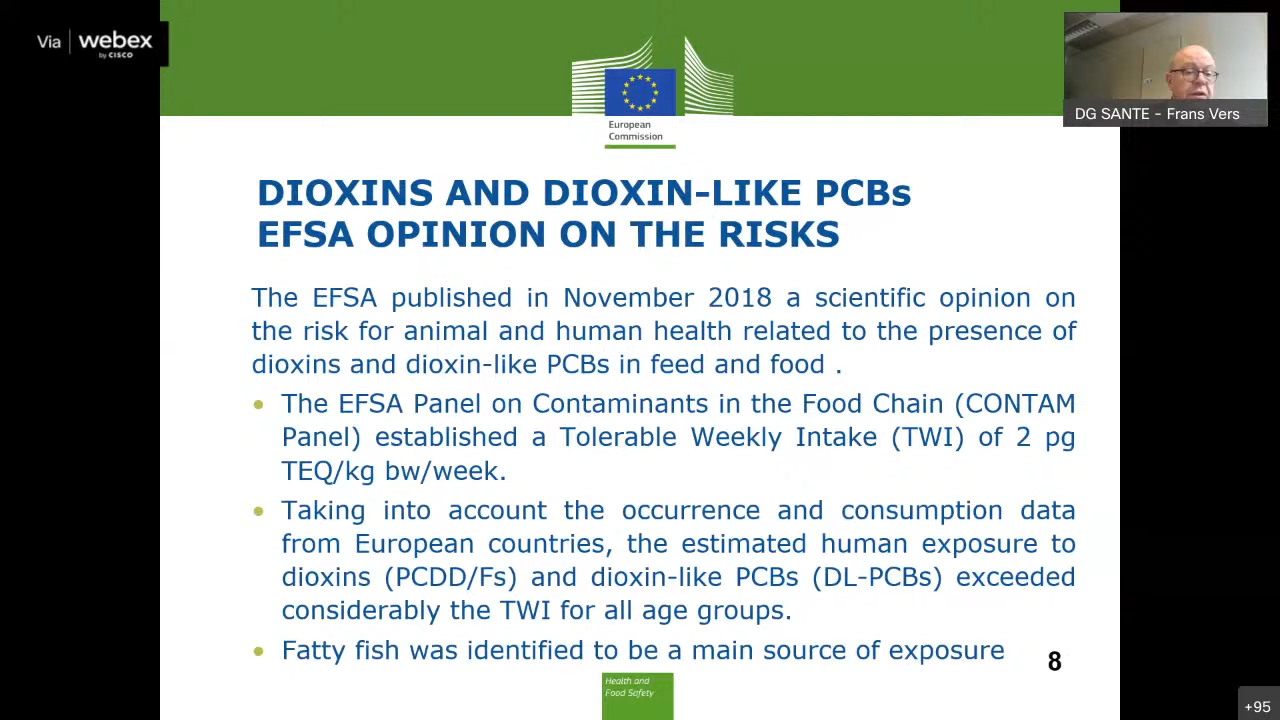 Via webex
by CISCO
DG SANTE - Frans Vers
European
Commission
DIOXINS AND DIOXIN-LIKE PCBs
EFSA OPINION ON THE RISKS
The EFSA published in November 2018 a scientific opinion on
the risk for animal and human health related to the presence of
dioxins and dioxin-like PCBs in feed and food .
• The EFSA Panel on Contaminants in the Food Chain (CONTAM
Panel) established a Tolerable Weekly Intake (TWI) of 2 pg
TEQ/kg bw/week.
• Taking into account the occurrence and consumption data
from European countries, the estimated human exposure to
dioxins (PCDD/Fs) and dioxin-like PCBs (DL-PCBs) exceeded
considerably the TWI for all age groups.
• Fatty fish was identified to be a main source of exposure
8
Health and
Food Safety
+95